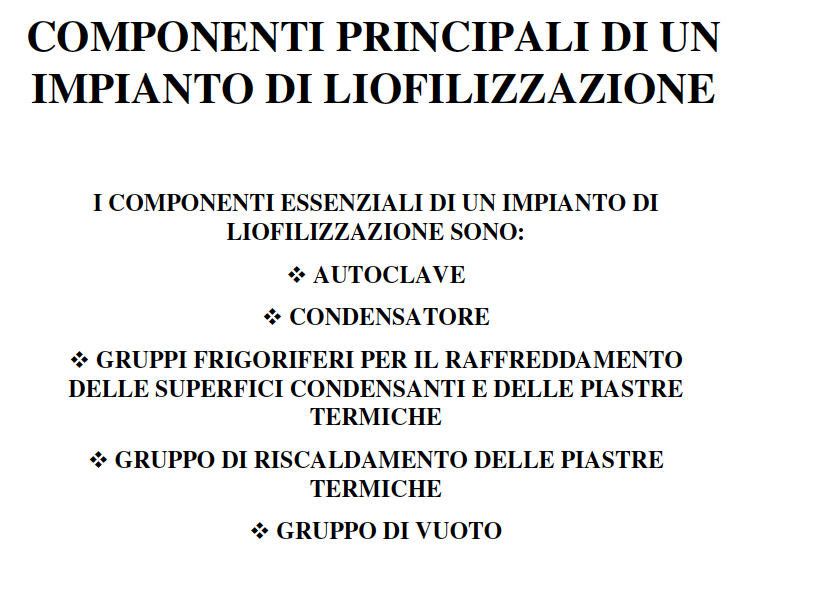 COMPONENTI PRINCIPALI DI UN
IMPIANTO DI LIOFILIZZAZIONE
I COMPONENTI ESSENZIALI DI UN IMPIANTO DI
LIOFILIZZAZIONE SONO:
❖ AUTOCLAVE
❖ CONDENSATORE
❖ GRUPPI FRIGORIFERI PER IL RAFFREDDAMENTO
DELLE SUPERFICI CONDENSANTI E DELLE PIASTRE
TERMICHE
❖ GRUPPO DI RISCALDAMENTO DELLE PIASTRE
TERMICHE
❖ GRUPPO DI VUOTO